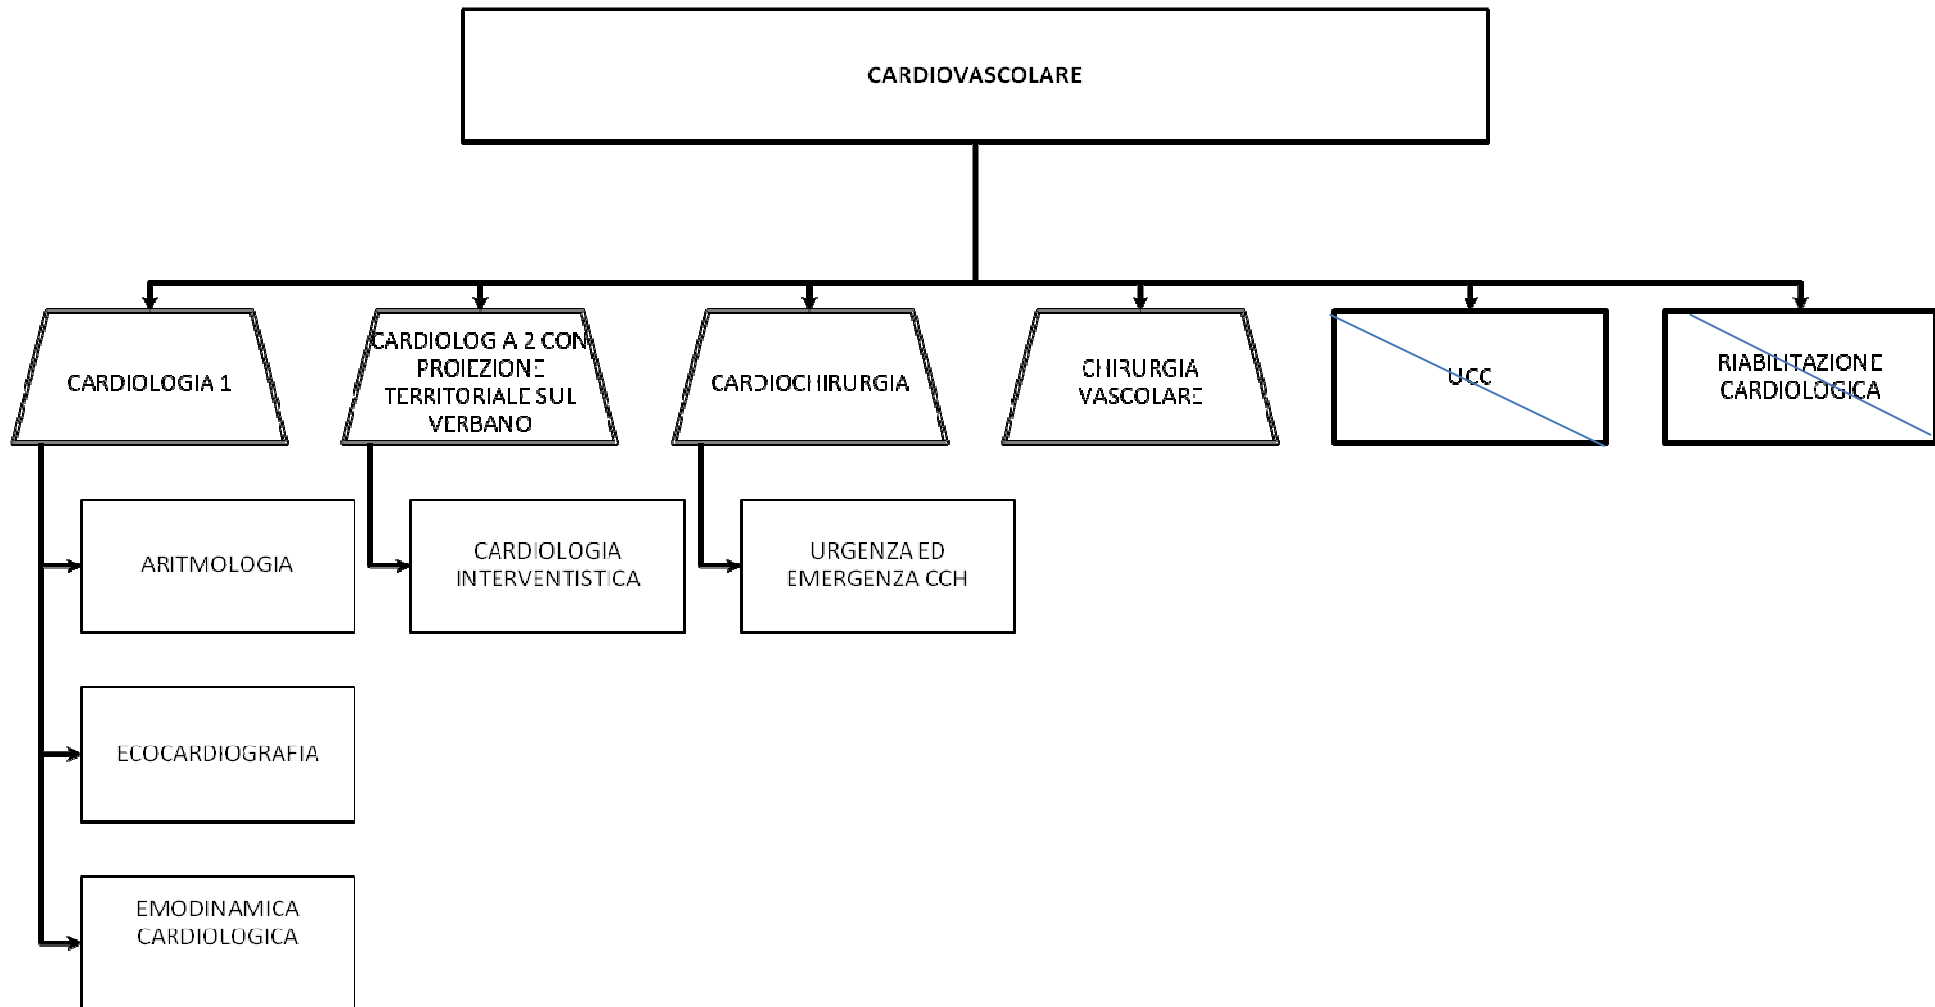 CARDIOVASCOLARE
CARDIOLOGIA 1
CARDIOLOG A 2 CON
PROIEZIONE
TERRITORIALE SUL
VERBANO
CARDIOCHIRURGIA
CHIRURGIA
VASCOLARE
UCC
RIABILITAZIONE
CARDIOLOGICA
ARITMOLOGIA
CARDIOLOGIA
INTERVENTISTICA
URGENZA ED
EMERGENZA CCH
ECOCARDIOGRAFIA
EMODINAMICA
CARDIOLOGICA